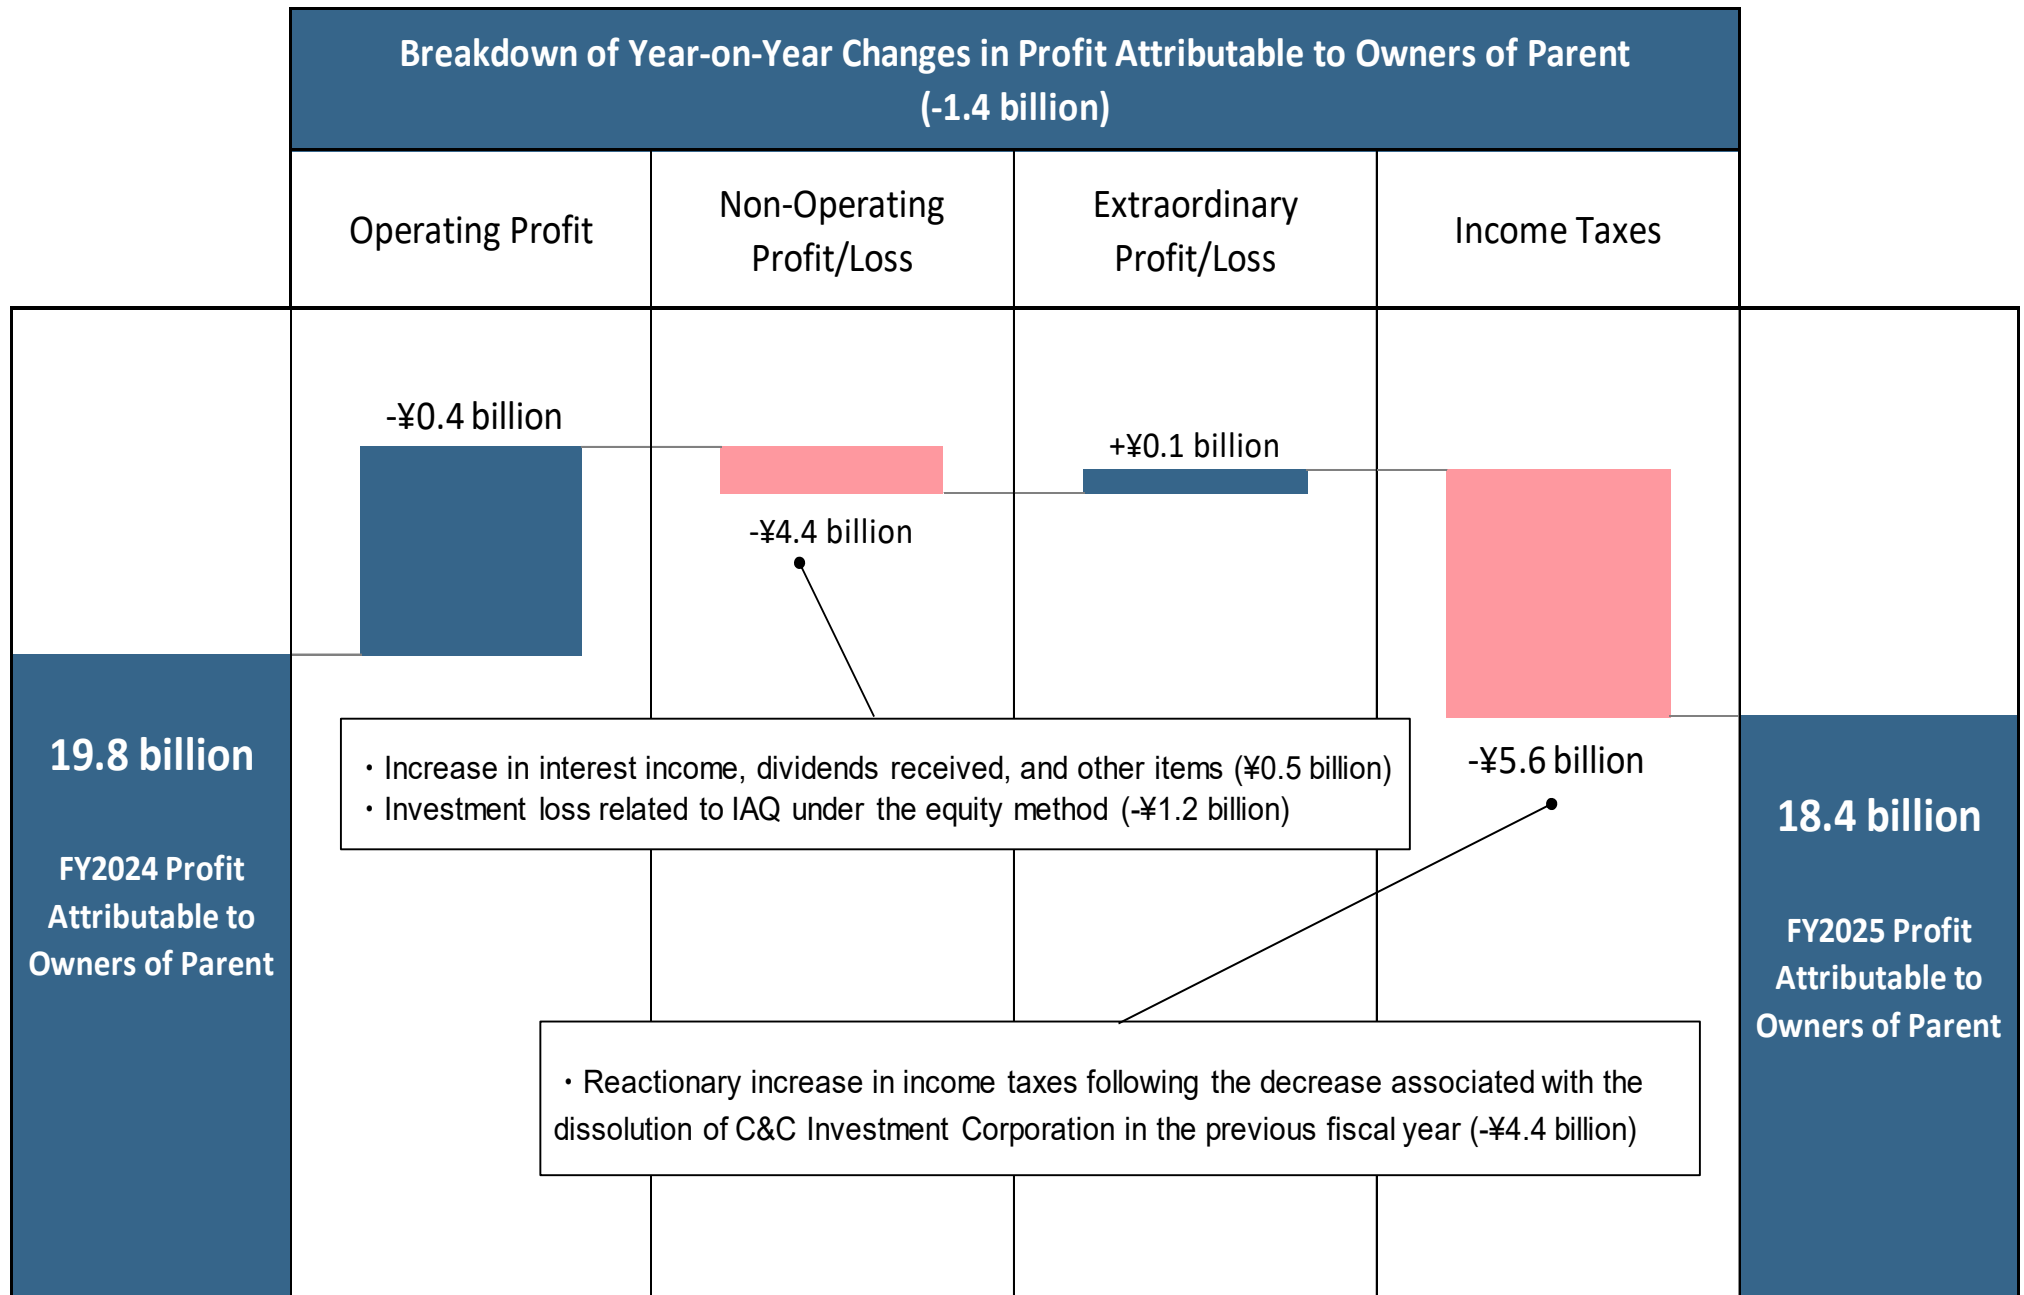 Breakdown of Year-on-Year Changes in Profit Attributable to Owners of Parent
(-1.4 billion)
Operating Profit
Non-Operating
Profit/Loss
Extraordinary
Profit/Loss
Income Taxes
-¥0.4 billion
-¥4.4 billion
+¥0.1 billion
-¥5.6 billion
・Increase in interest income, dividends received, and other items (¥0.5 billion)
・Investment loss related to IAQ under the equity method (-¥1.2 billion)
・Reactionary increase in income taxes following the decrease associated with the
dissolution of C&C Investment Corporation in the previous fiscal year (-¥4.4 billion)
19.8 billion
FY2024 Profit
Attributable to
Owners of Parent
18.4 billion
FY2025 Profit
Attributable to
Owners of Parent